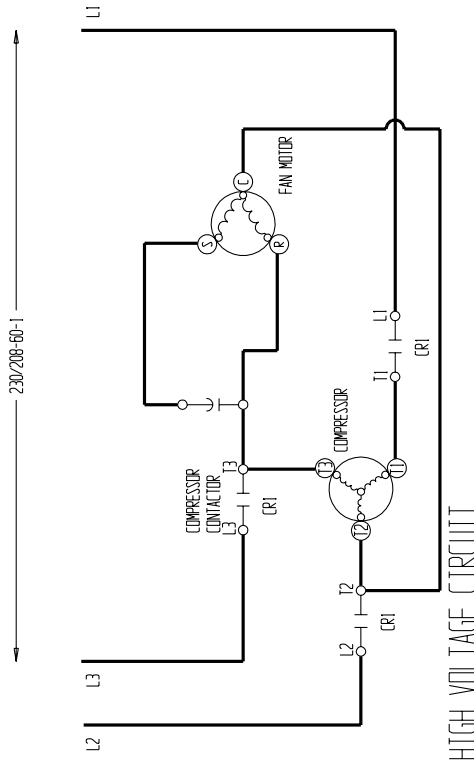 HIGH VOLTAGE CIRCUIT
L2
L3
230/208-60-1
L1
L2
T2
CR1
L3
T3
COMPRESSOR
CONTACTOR
CR1
T2
T3
T1
COMPRESSOR
T1
L1
CR1
S
R
C
FAN MOTOR